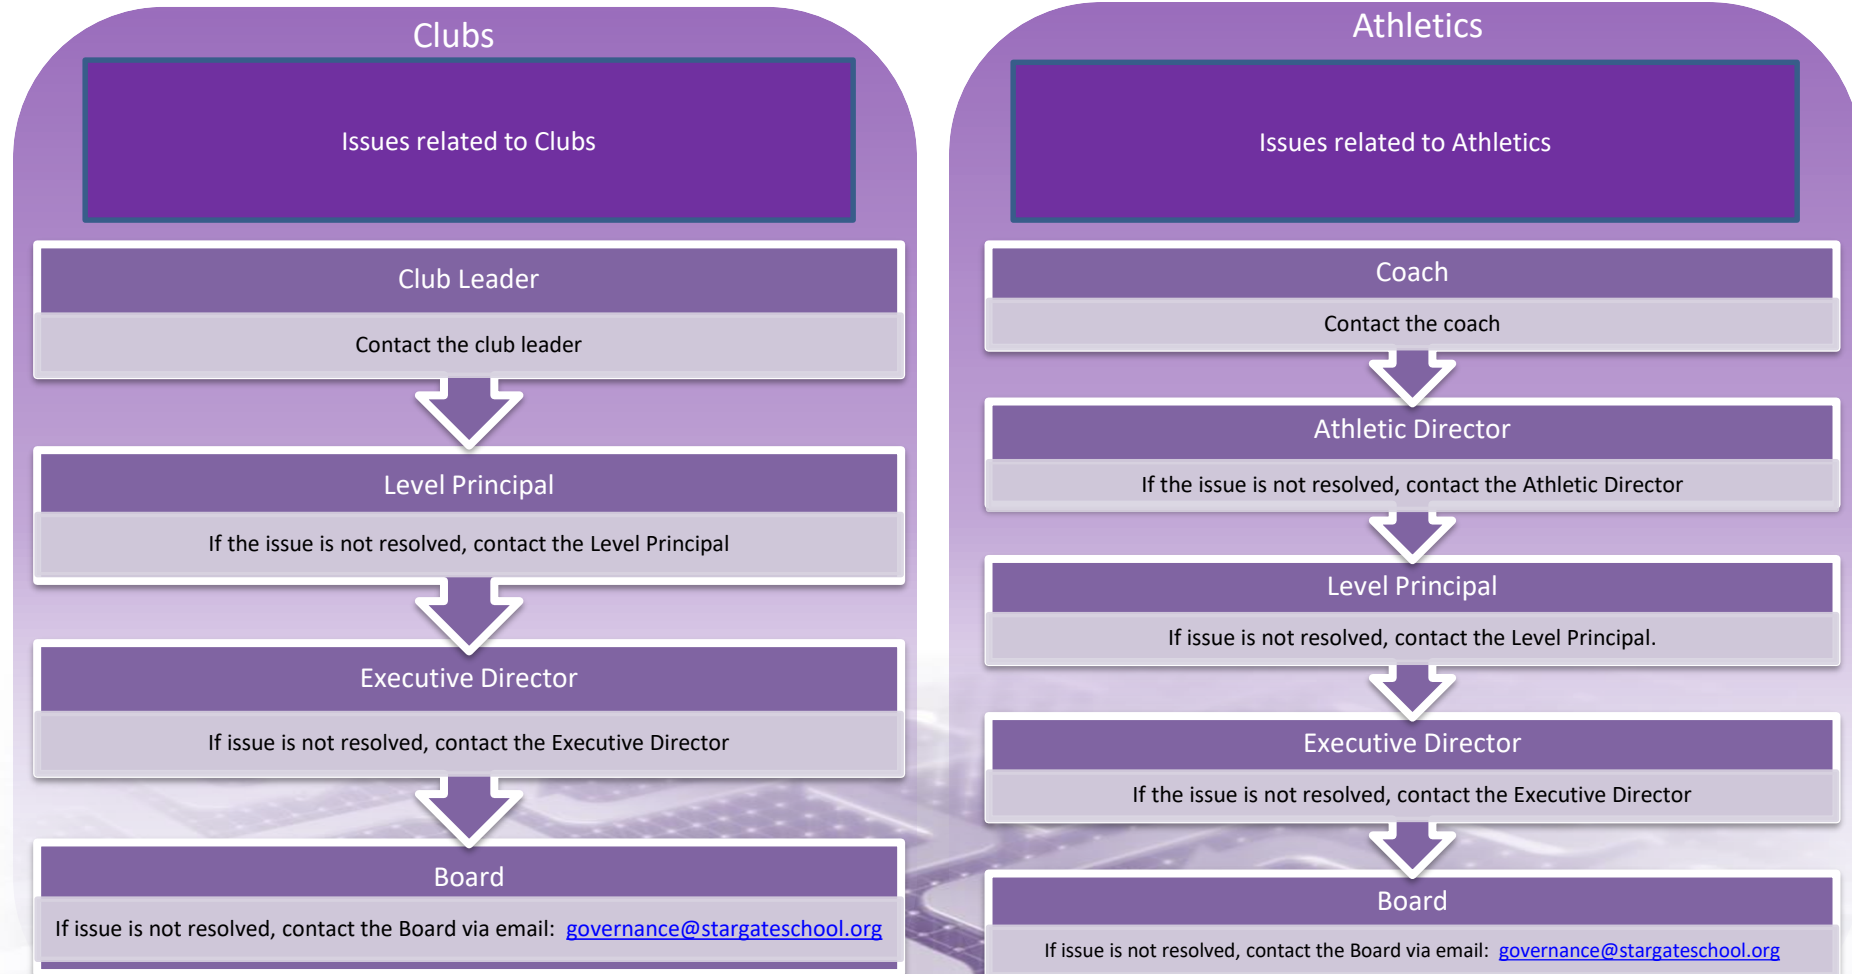 Clubs
Issues related to Clubs
Club Leader
Contact the club leader
Level Principal
If the issue is not resolved, contact the Level Principal
Executive Director
If issue is not resolved, contact the Executive Director
Board
If issue is not resolved, contact the Board via email: governance@stargateschool.org
Athletics
Issues related to Athletics
Coach
Contact the coach
Athletic Director
If the issue is not resolved, contact the Athletic Director
Level Principal
If issue is not resolved, contact the Level Principal.
Executive Director
If the issue is not resolved, contact the Executive Director
Board
If issue is not resolved, contact the Board via email: governance@stargateschool.org